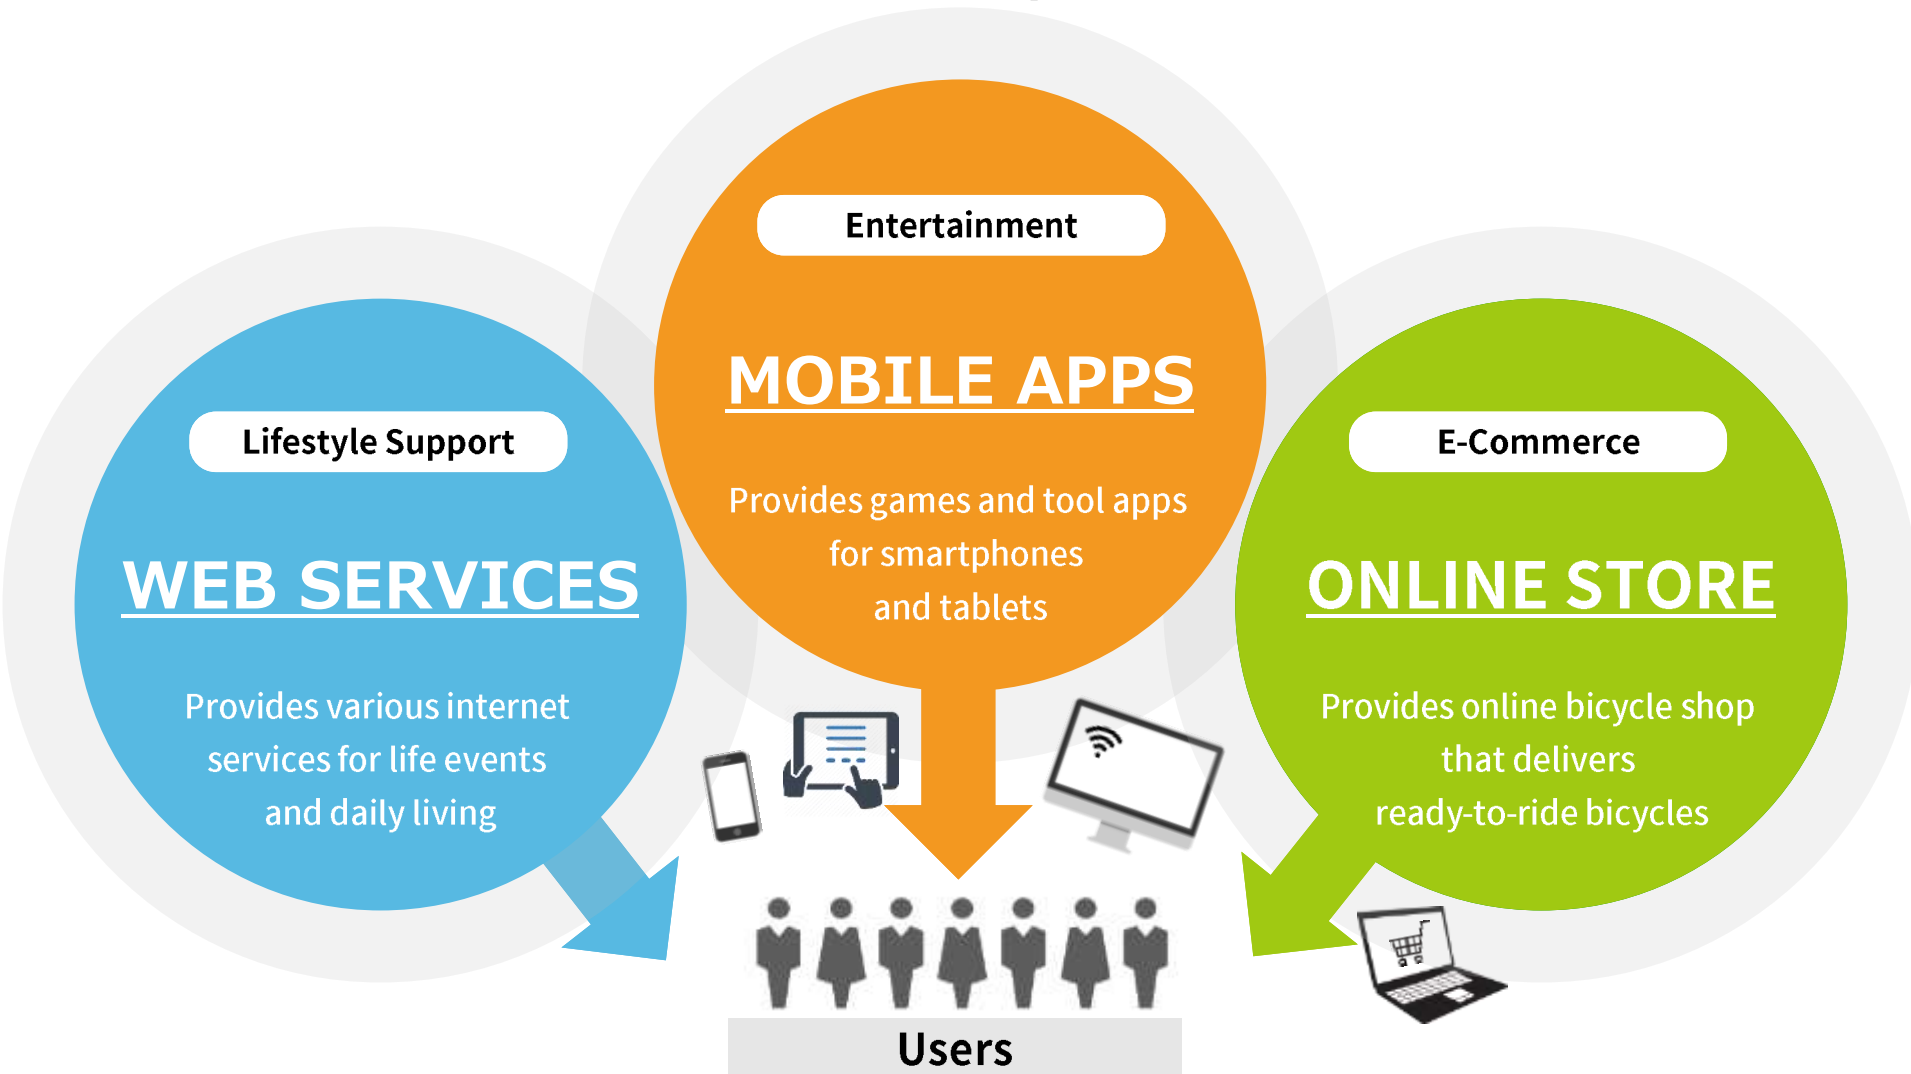 Entertainment
MOBILE APPS
Provides games and tool apps
for smartphones
and tablets
Lifestyle Support
WEB SERVICES
Provides various internet
services for life events
and daily living
E-Commerce
ONLINE STORE
Provides online bicycle shop
that delivers
ready-to-ride bicycles
Users